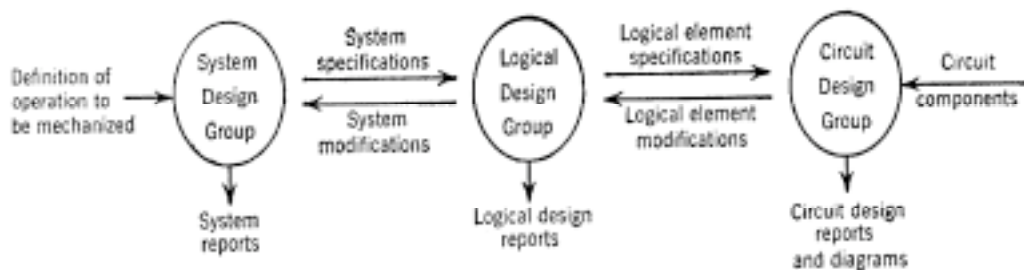 Definition of
operation to
be mechanized
System
Design
Group
System
specifications
System
modifications
System
reports
Logical
Design
Group
Logical design
reports
Logical element
specifications
Logical element
modifications
Circuit
Design
Group
Circuit design
reports
and diagrams
Circuit
components